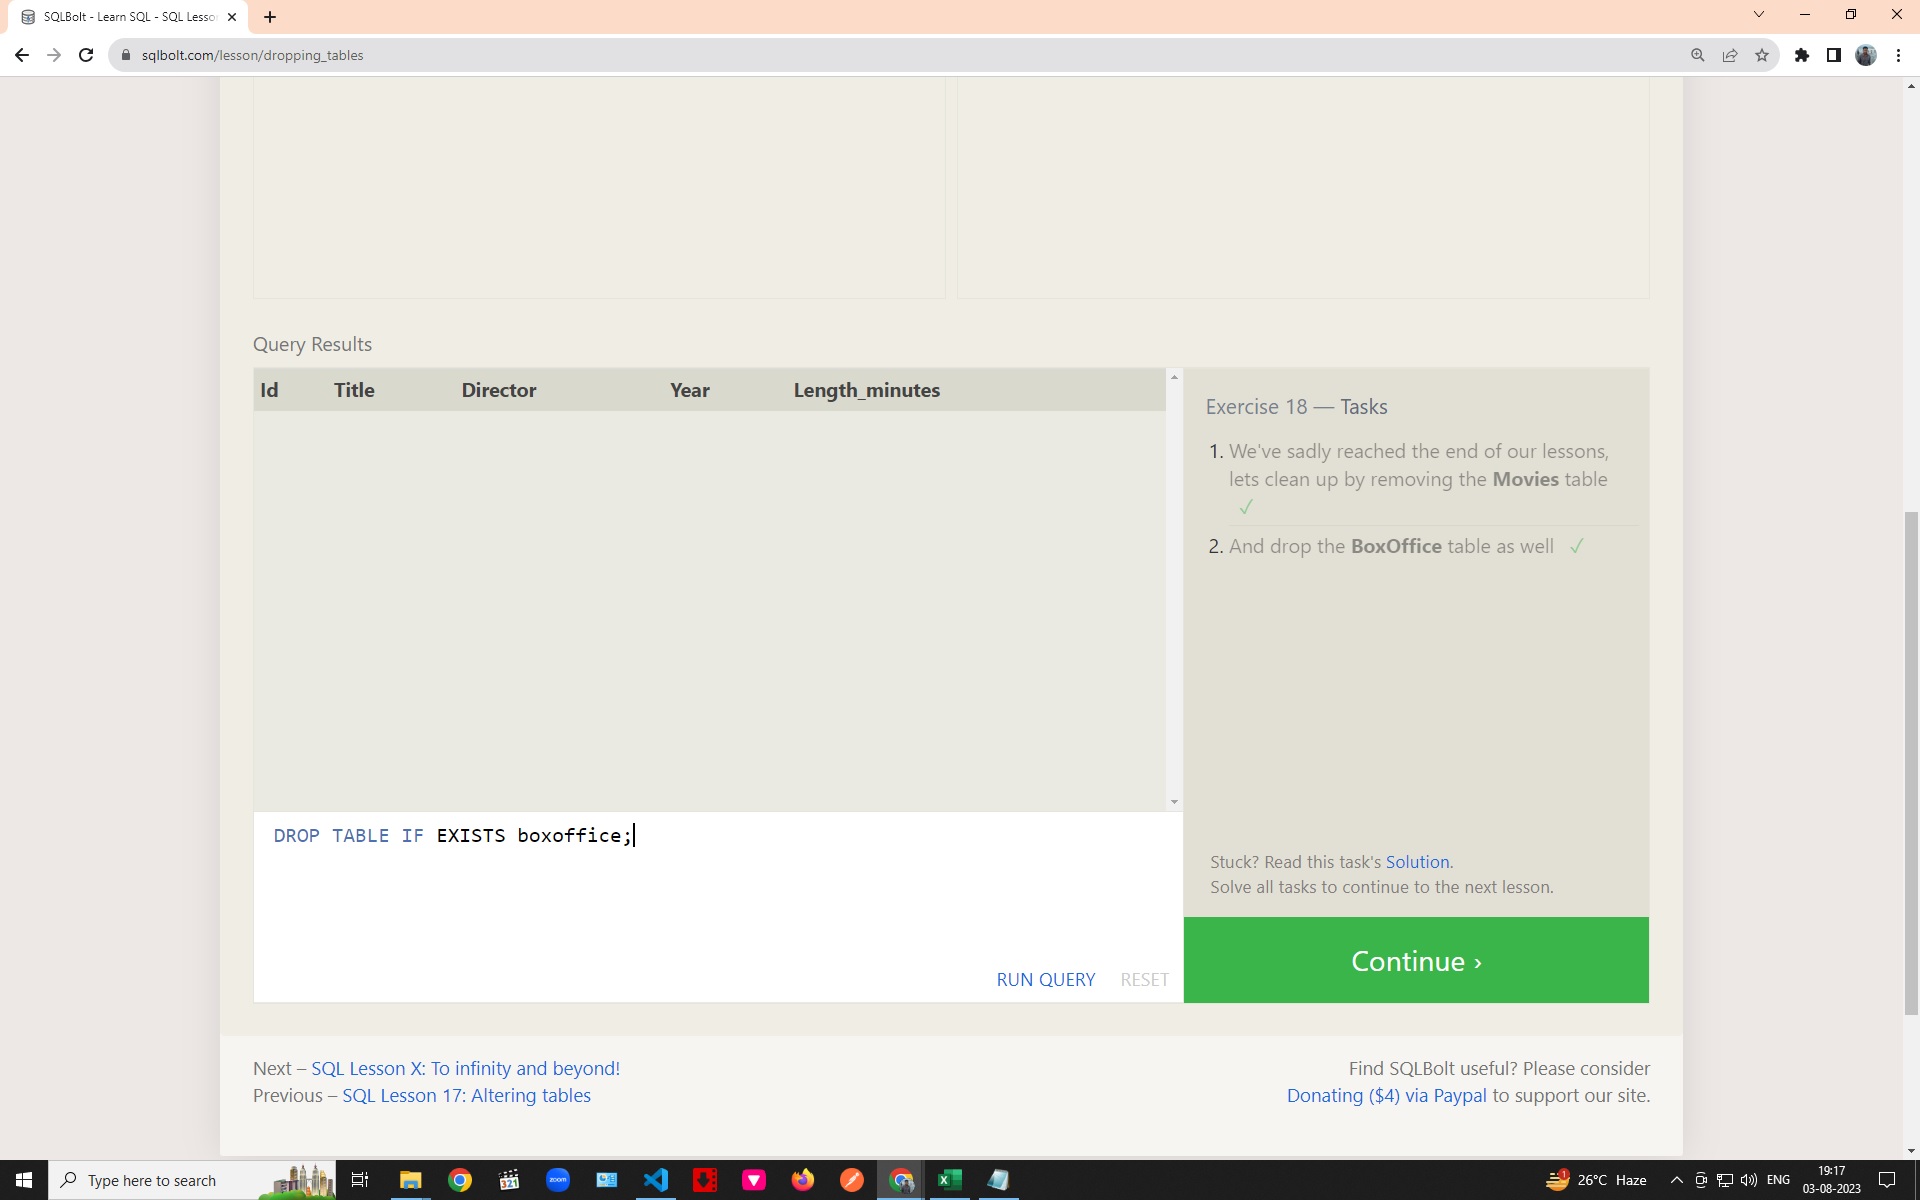 SQLBolt - Learn SQL - SQL Lesso
sqlbolt.com/lesson/dropping_tables
Query Results
Id Title Director Year Length_minutes
Exercise 18 — Tasks
1. We've sadly reached the end of our lessons,
lets clean up by removing the Movies table
✓
2. And drop the BoxOffice table as well ✓
DROP TABLE IF EXISTS boxoffice;
Stuck? Read this task's Solution.
Solve all tasks to continue to the next lesson.
RUN QUERY RESET
Continue ›
Next – SQL Lesson X: To infinity and beyond!
Previous – SQL Lesson 17: Altering tables
Find SQLBolt useful? Please consider
Donating ($4) via Paypal to support our site.
Type here to search
321
zoom
1
26°C Haze
ENG
19:17
03-08-2023